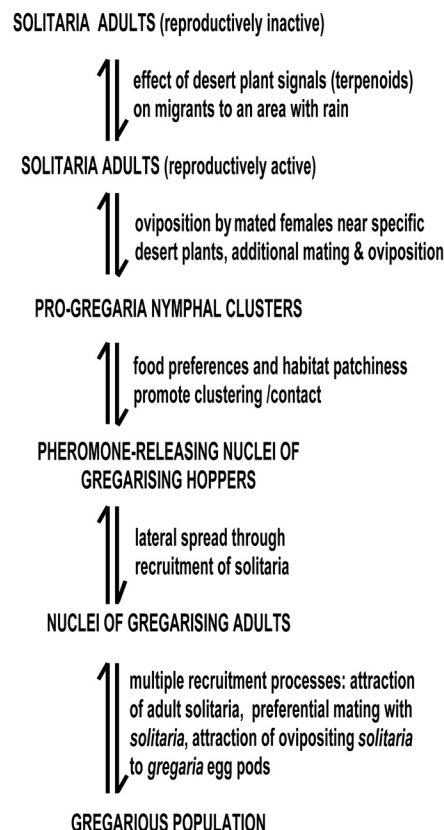 SOLITARIA ADULTS (reproductively inactive)
effect of desert plant signals (terpenoids)
on migrants to an area with rain
SOLITARIA ADULTS (reproductively active)
oviposition by mated females near specific
desert plants, additional mating & oviposition
PRO-GREGARIA NYMPHAL CLUSTERS
food preferences and habitat patchiness
promote clustering /contact
PHEROMONE-RELEASING NUCLEI OF
GREGARISING HOPPERS
lateral spread through
recruitment of solitaria
NUCLEI OF GREGARISING ADULTS
multiple recruitment processes: attraction
of adult solitaria, preferential mating with
solitaria, attraction of ovipositing solitaria
to gregaria egg pods
GREGARIOUS POPULATION